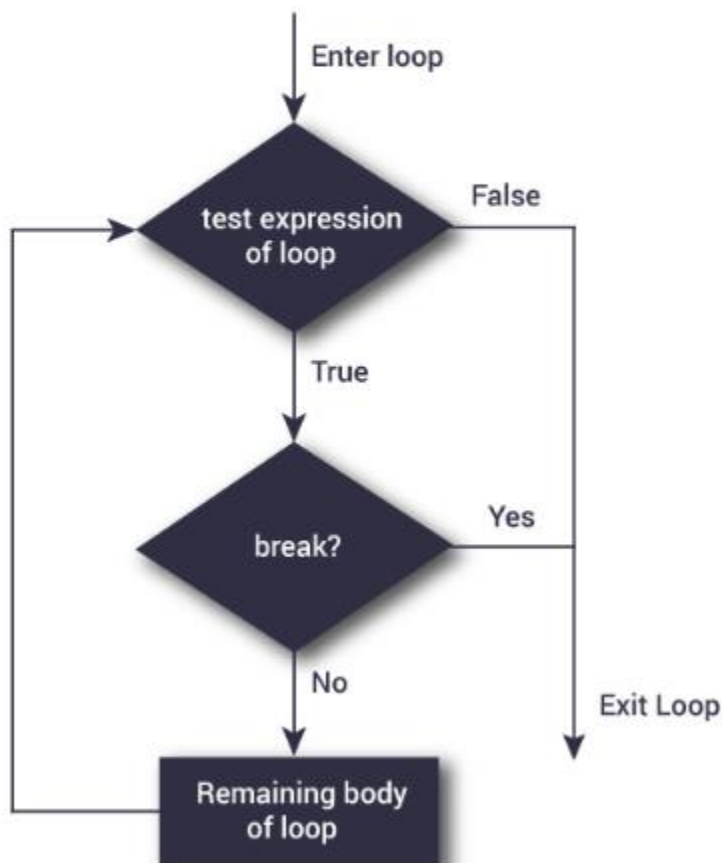 Enter loop
False
test expression
of loop
True
Yes
break?
No
Exit Loop
Remaining body
of loop